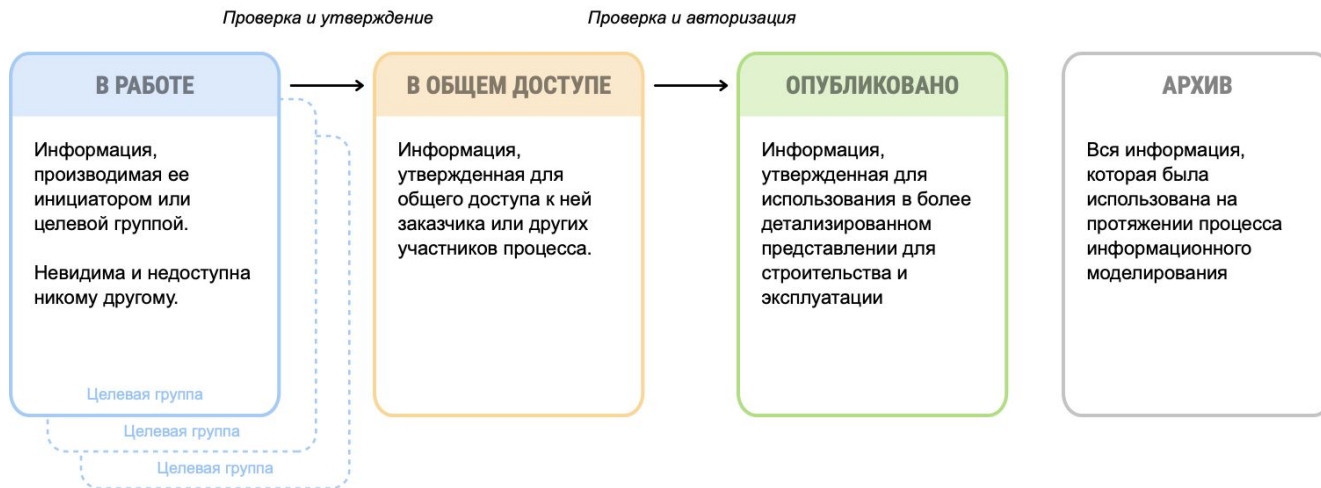 Проверка и утверждение
Проверка и авторизация
В РАБОТЕ
В ОБЩЕМ ДОСТУПЕ
ОПУБЛИКОВАНО
АРХИВ
Информация,
производимая ее
инициатором или
целевой группой.
Невидима и недоступна
никому другому.
Целевая группа
Целевая группа
Целевая группа
Информация,
утвержденная для
общего доступа к ней
заказчика или других
участников процесса.
Информация,
утвержденная для
использования в более
детализированном
представлении для
строительства и
эксплуатации
Вся информация,
которая была
использована на
протяжении процесса
информационного
моделирования